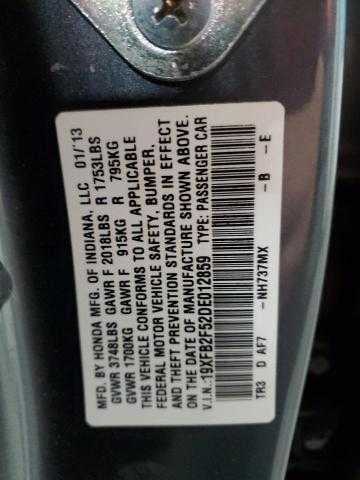 MFD. BY HONDA MFG. OF INDIANA, LLC 01/13
GVWR 3748LBS GAWR F 2018LBS R 1753LBS
GVWR 1700KG GAWR F 915KG R 795KG
THIS VEHICLE CONFORMS TO ALL APPLICABLE
FEDERAL MOTOR VEHICLE SAFETY, BUMPER,
AND THEFT PREVENTION STANDARDS IN EFFECT
ON THE DATE OF MANUFACTURE SHOWN ABOVE.
V.I.N.:19XFB2F52DE012859 TYPE: PASSENGER CAR
TR3 D AF7 -NH737MX -B -E